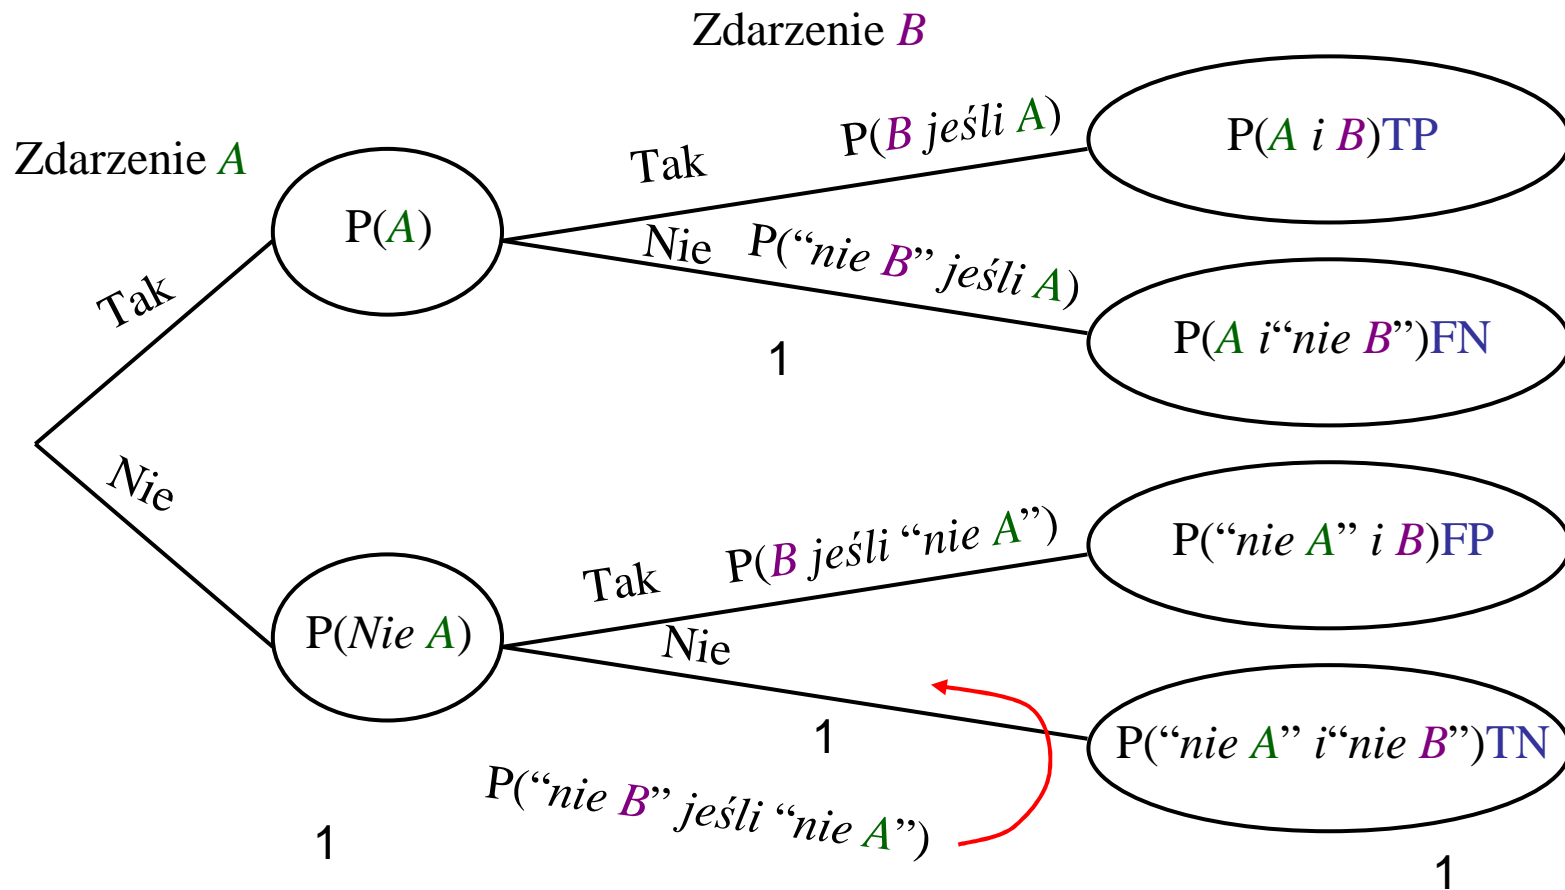 Zdarzenie B
Zdarzenie A
P(B jeśli A)
P(A i B)TP
Tak
P(A)
Nie
P(“nie B” jeśli A)
Tak
P(A i“nie B”)FN
1
Nie
P(B jeśli “nie A”)
P(“nie A” i B)FP
Tak
P(Nie A)
Nie
1
P(“nie A” i“nie B”)TN
P(“nie B” jeśli “nie A”)
1
1